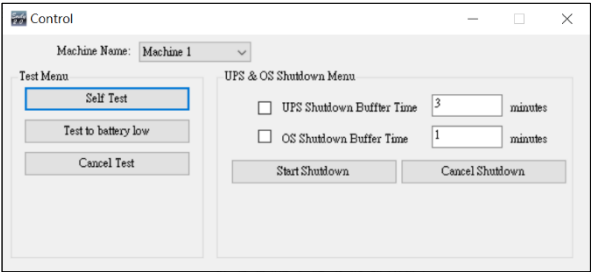 Control
Machine Name: Machine 1
Test Menu
Self Test
Test to battery low
Cancel Test
UPS & OS Shutdown Menu
UPS Shutdown Buffter Time 3 minutes
OS Shutdown Buffer Time 1 minutes
Start Shutdown Cancel Shutdown